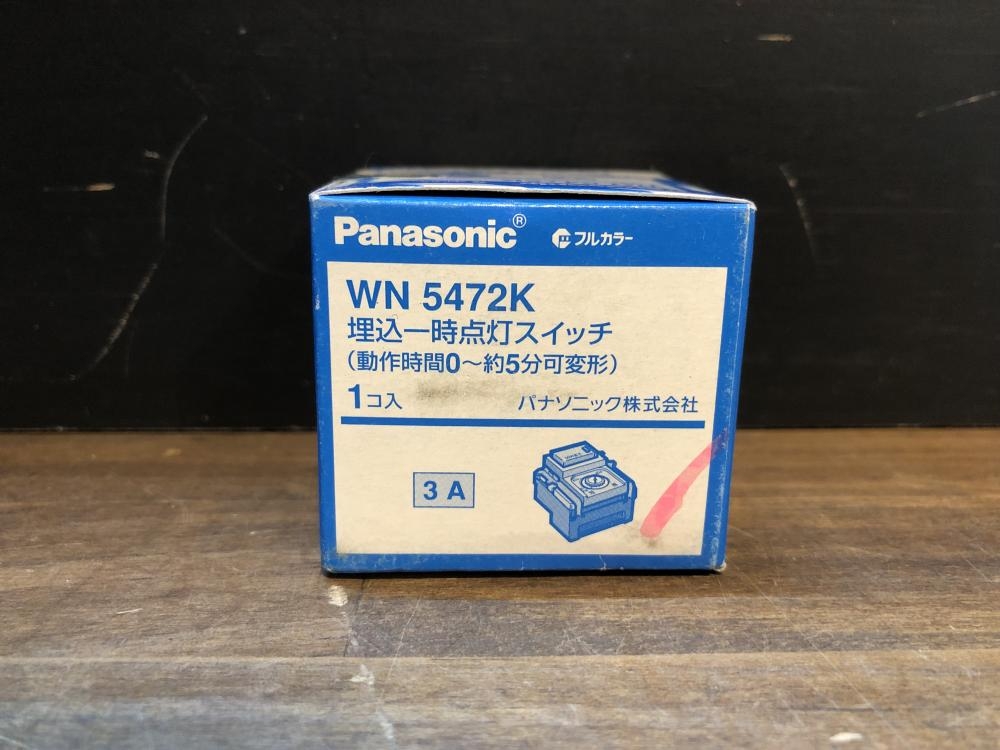 Panasonic® フルカラー
WN 5472K
埋込一時点灯スイッチ
(動作時間0〜約5分可変形)
1コ入 パナソニック株式会社
3 A